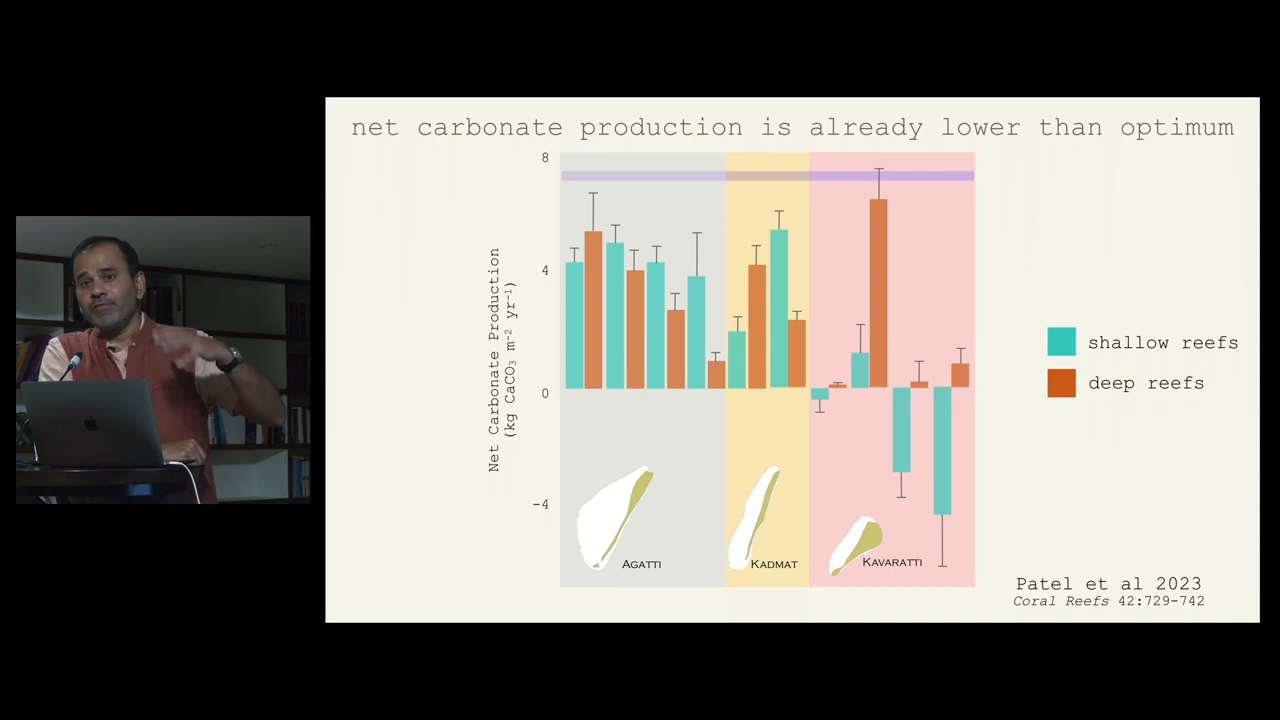 net carbonate production is already lower than optimum
8
4
0
-4
Net Carbonate Production
(kg CaCO₃ m⁻² yr⁻¹)
AGATTI
KADMAT
KAVARATTI
shallow reefs
deep reefs
Patel et al 2023
Coral Reefs 42:729-742